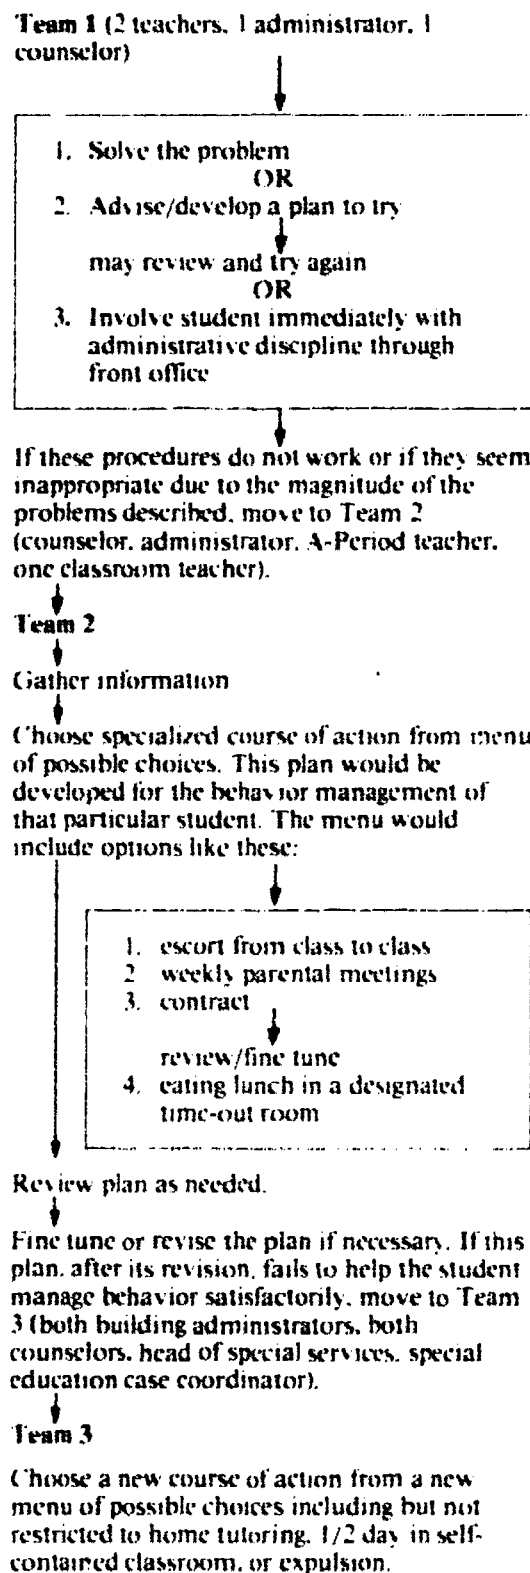 Team 1 (2 teachers, 1 administrator, 1
counselor)
1. Solve the problem
OR
2. Advise/develop a plan to try
may review and try again
OR
3. Involve student immediately with
administrative discipline through
front office
If these procedures do not work or if they seem
inappropriate due to the magnitude of the
problems described, move to Team 2
(counselor, administrator, A-Period teacher,
one classroom teacher).
Team 2
Gather information
Choose specialized course of action from menu
of possible choices. This plan would be
developed for the behavior management of
that particular student. The menu would
include options like these:
1. escort from class to class
2 weekly parental meetings
3. contract
review/fine tune
4. eating lunch in a designated
time-out room
Review plan as needed.
Fine tune or revise the plan if necessary. If this
plan, after its revision, fails to help the student
manage behavior satisfactorily, move to Team
3 (both building administrators, both
counselors, head of special services, special
education case coordinator).
Team 3
Choose a new course of action from a new
menu of possible choices including but not
restricted to home tutoring, 1/2 day in self-
contained classroom, or expulsion.